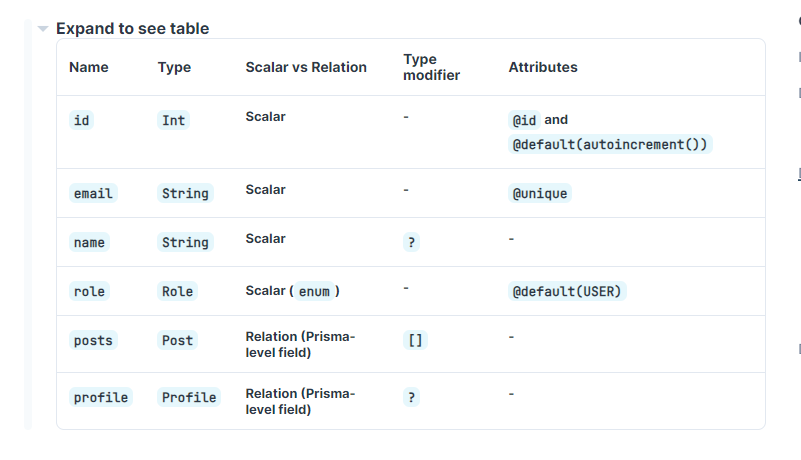 Expand to see table
Name Type Scalar vs Relation Type modifier Attributes
id Int Scalar - @id and
@default(autoincrement())
email String Scalar - @unique
name String Scalar ? -
role Role Scalar ( enum ) - @default(USER)
posts Post Relation (Prisma-level field) [] -
profile Profile Relation (Prisma-level field) ? -